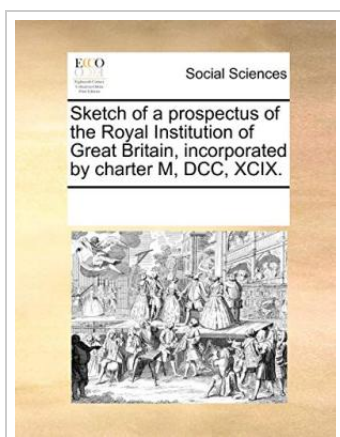 ECCO
Social Sciences
Sketch of a prospectus of
the Royal Institution of
Great Britain, incorporated
by charter M, DCC, XCIX.